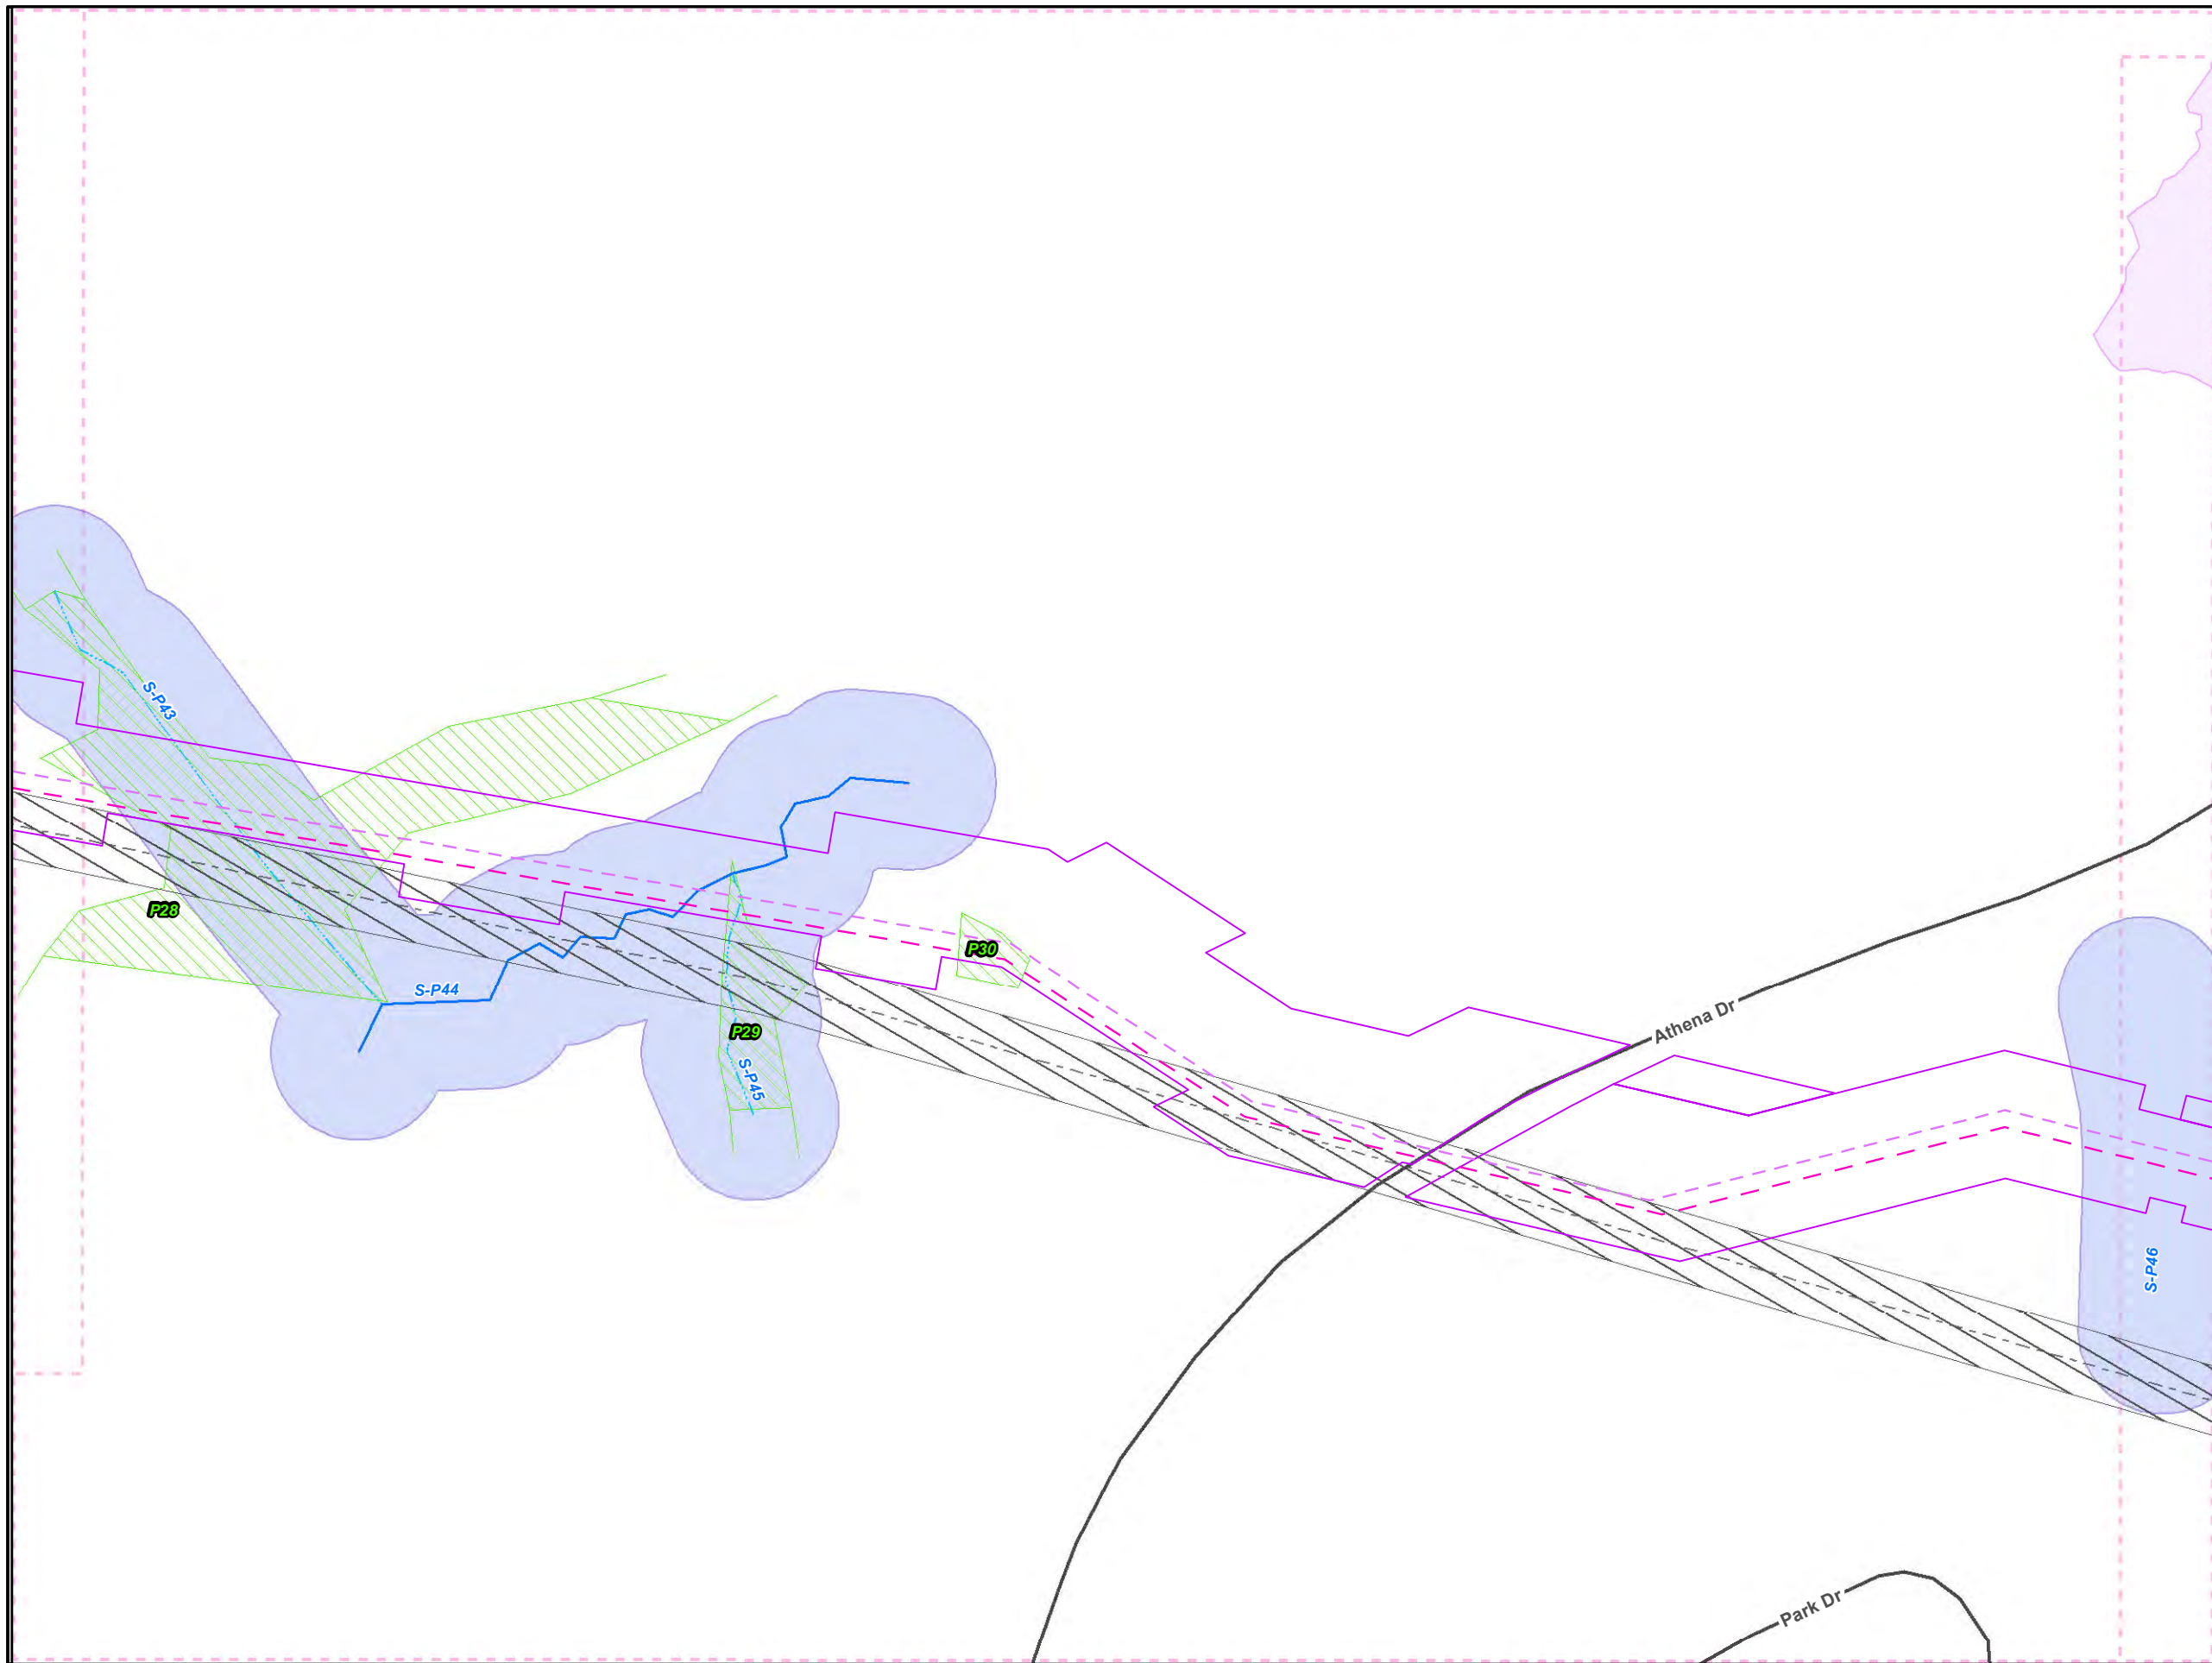 S-P43
P28
P30
S-P44
Athena Dr
P29
S-P45
S-P46
Park Dr